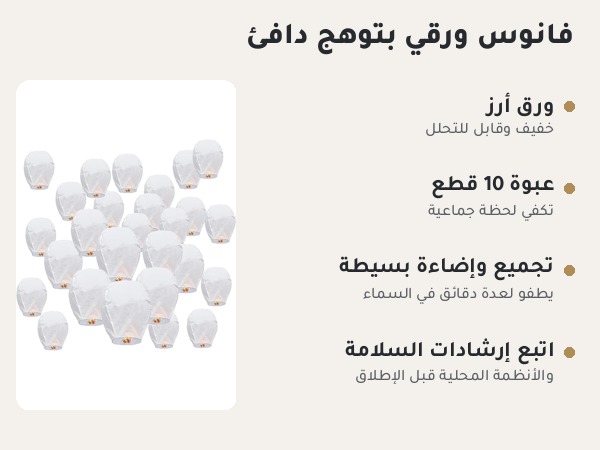 فانوس ورقي بتوهج دافئ
ورق أرز
خفيف وقابل للتحلل
عبوة 10 قطع
تكفي لحظة جماعية
تجميع وإضاءة بسيطة
يطفو لعدة دقائق في السماء
اتبع إرشادات السلامة
والأنظمة المحلية قبل الإطلاق